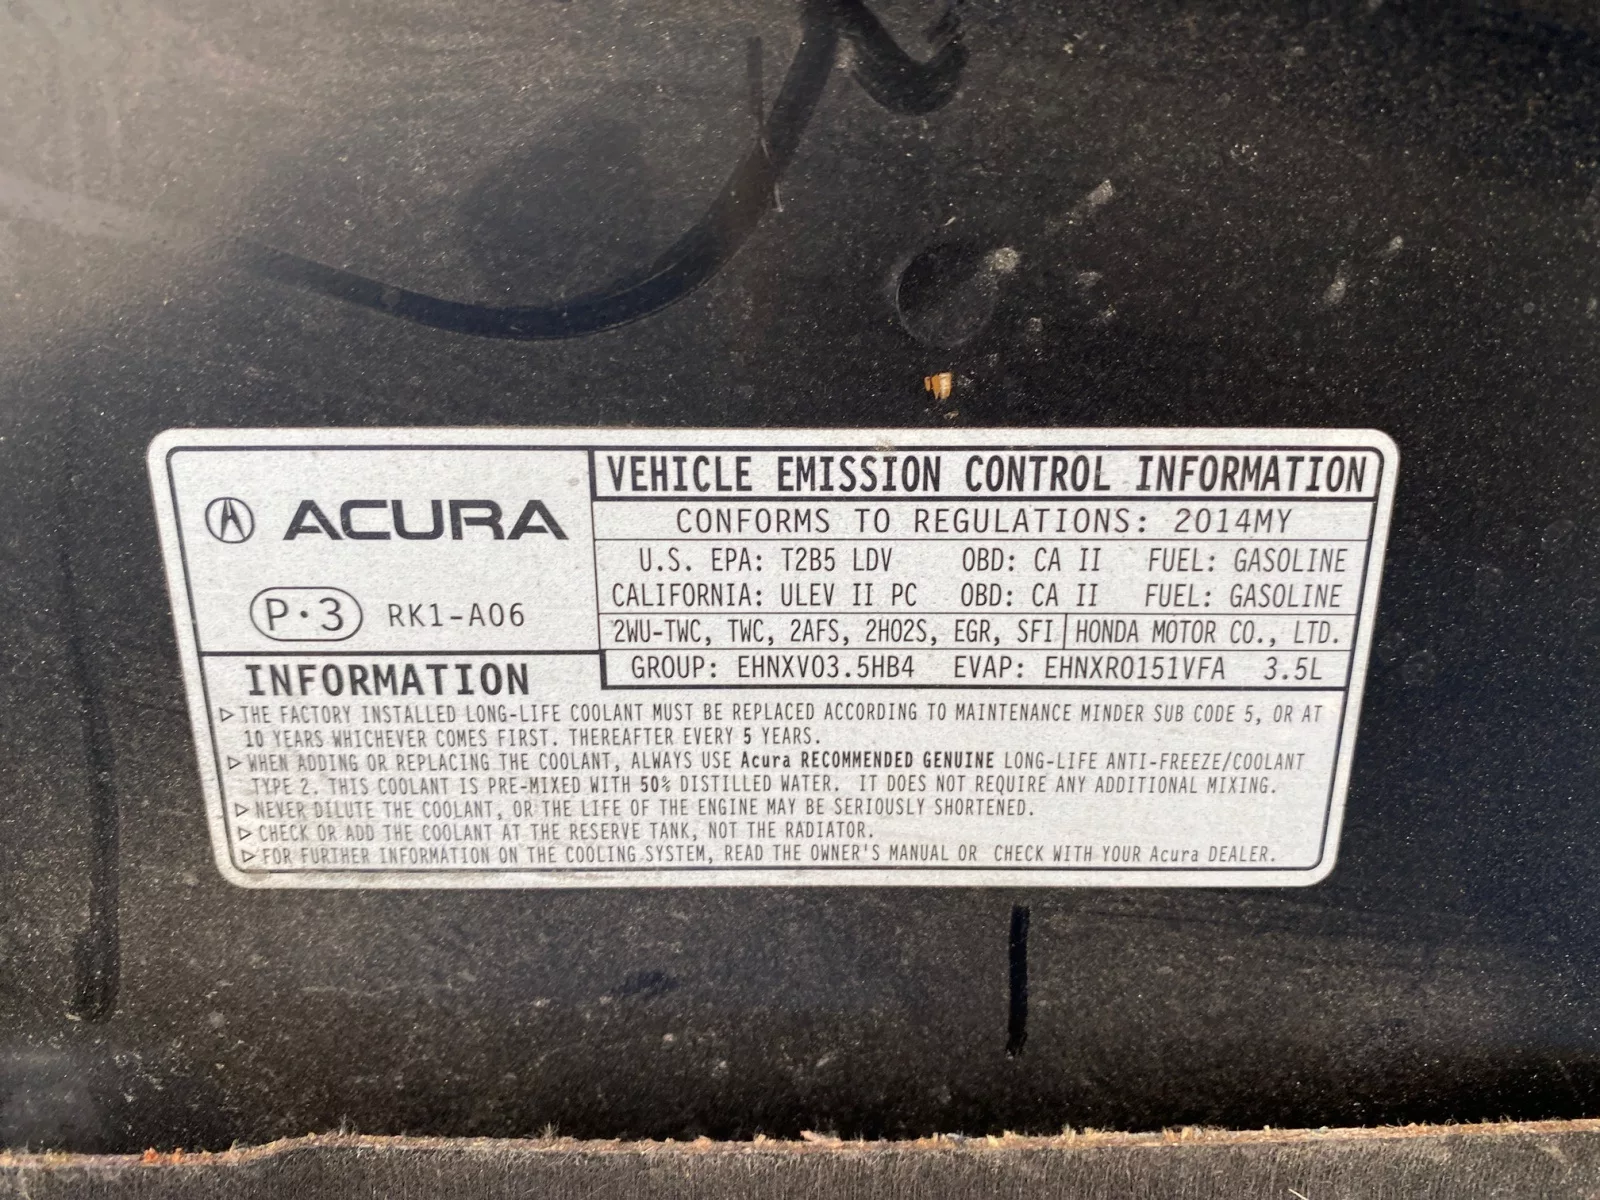 ACURA
P·3 RK1-A06
VEHICLE EMISSION CONTROL INFORMATION
CONFORMS TO REGULATIONS: 2014MY
U.S. EPA: T2B5 LDV OBD: CA II FUEL: GASOLINE
CALIFORNIA: ULEV II PC OBD: CA II FUEL: GASOLINE
2WU-TWC, TWC, 2AFS, 2HO2S, EGR, SFI HONDA MOTOR CO., LTD.
GROUP: EHNXV03.5HB4 EVAP: EHNXR0151VFA 3.5L
INFORMATION
▷THE FACTORY INSTALLED LONG-LIFE COOLANT MUST BE REPLACED ACCORDING TO MAINTENANCE MINDER SUB CODE 5, OR AT
10 YEARS WHICHEVER COMES FIRST. THEREAFTER EVERY 5 YEARS.
▷WHEN ADDING OR REPLACING THE COOLANT, ALWAYS USE Acura RECOMMENDED GENUINE LONG-LIFE ANTI-FREEZE/COOLANT
TYPE 2. THIS COOLANT IS PRE-MIXED WITH 50% DISTILLED WATER. IT DOES NOT REQUIRE ANY ADDITIONAL MIXING.
▷NEVER DILUTE THE COOLANT, OR THE LIFE OF THE ENGINE MAY BE SERIOUSLY SHORTENED.
▷CHECK OR ADD THE COOLANT AT THE RESERVE TANK, NOT THE RADIATOR.
▷FOR FURTHER INFORMATION ON THE COOLING SYSTEM, READ THE OWNER'S MANUAL OR CHECK WITH YOUR Acura DEALER.